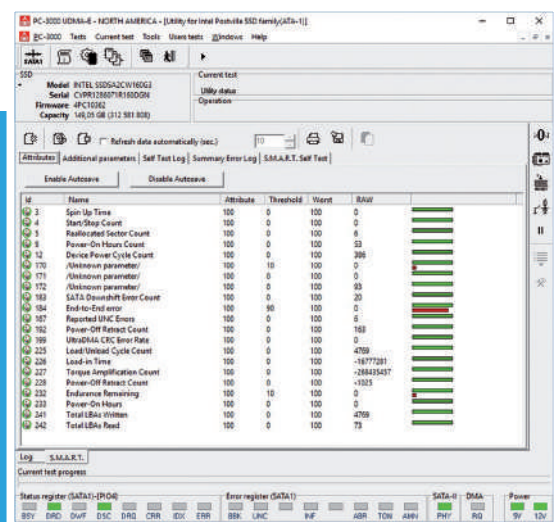 PC-3000 UDMA-E - NORTH AMERICA - [Utility for Intel Postville SSD family(ATA-1)]
PC-3000 Tests Current test Tools Users tests Windows Help
SATA1
SSD
Model INTEL SSDSA2CW160G3
Serial CVPR1286071R160DGN
Firmware 4PC10362
Capacity 149,05 GB (312 581 808)
Current test
Utility status
Operation
Refresh data automatically (sec.) 10
Attributes Additional parameters Self Test Log Summary Error Log S.M.A.R.T. Self Test
Enable Autosave Disable Autosave
Id Name Attribute Threshold Worst RAW
3 Spin Up Time 100 0 100 0
4 Start/Stop Count 100 0 100 0
5 Reallocated Sector Count 100 0 100 6
9 Power-On Hours Count 100 0 100 53
12 Device Power Cycle Count 100 0 100 386
170 /Unknown parameter/ 100 10 100 0
171 /Unknown parameter/ 100 0 100 0
172 /Unknown parameter/ 100 0 100 93
183 SATA Downshift Error Count 100 0 100 20
184 End-to-End error 100 90 100 0
187 Reported UNC Errors 100 0 100 6
192 Power-Off Retract Count 100 0 100 163
199 UltraDMA CRC Error Rate 100 0 100 0
225 Load/Unload Cycle Count 100 0 100 4769
226 Load-in Time 100 0 100 -16777281
227 Torque Amplification Count 100 0 100 -268435457
228 Power-Off Retract Count 100 0 100 -1025
232 Endurance Remaining 100 10 100 0
233 Power-On Hours 100 0 100 0
241 Total LBAs Written 100 0 100 4769
242 Total LBAs Read 100 0 100 73
Log S.M.A.R.T.
Current test progress
Status register (SATA1)-[PIO4] Error register (SATA1) SATA-II DMA Power
BSY DRD DWF DSC DRQ CRR IDX ERR BBK UNC INF ABR TON AMN PHY RQ 5V 12V